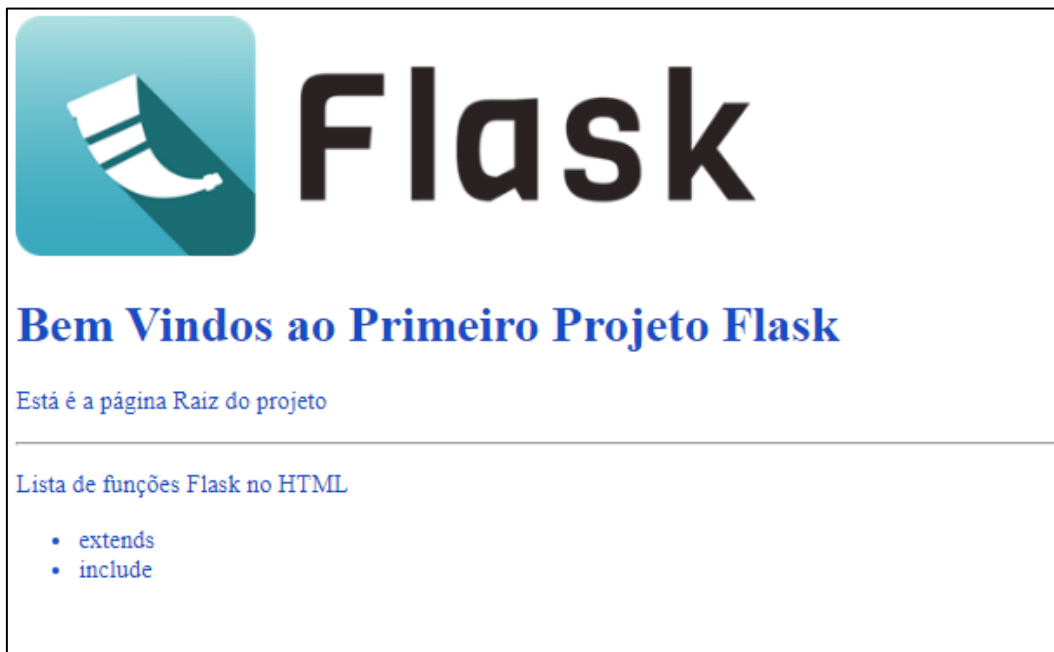 Flask
Bem Vindos ao Primeiro Projeto Flask
Está é a página Raiz do projeto
Lista de funções Flask no HTML
• extends
• include